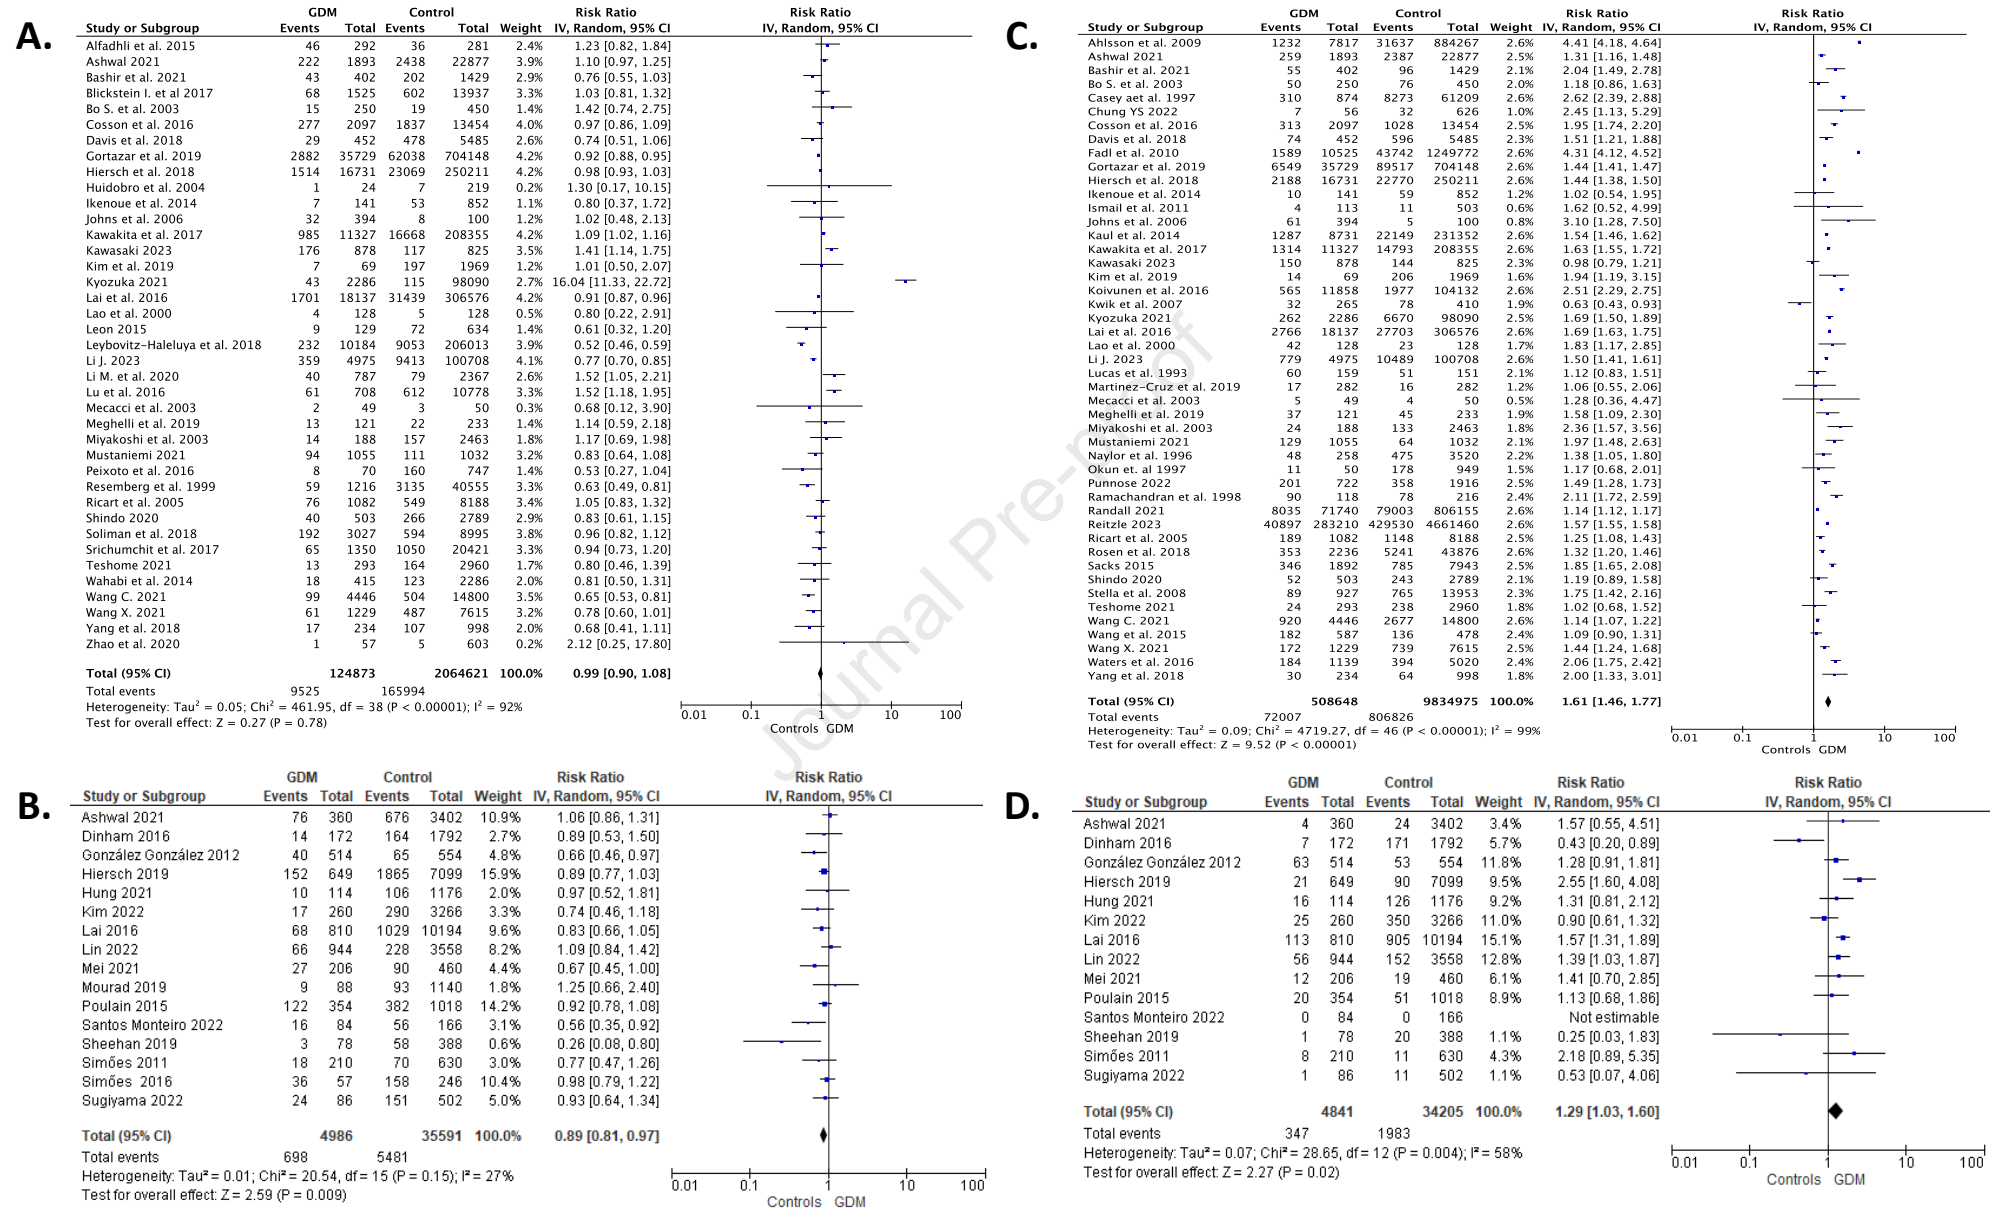 A.
GDM Control Risk Ratio Risk Ratio
Study or Subgroup Events Total Events Total Weight IV, Random, 95% CI IV, Random, 95% CI
Alfadhli et al. 2015 46 292 36 281 2.4% 1.23 [0.82, 1.84]
Ashwal 2021 222 1893 2438 22877 3.9% 1.10 [0.97, 1.25]
Bashir et al. 2021 43 402 202 1429 2.9% 0.76 [0.55, 1.03]
Blickstein I. et al 2017 68 1525 602 13937 3.3% 1.03 [0.81, 1.32]
Bo S. et al. 2003 15 250 19 450 1.3% 1.42 [0.74, 2.75]
Cosson et al. 2016 277 2097 1837 13454 4.0% 0.97 [0.86, 1.09]
Davis et al. 2018 29 452 478 5485 2.6% 0.74 [0.51, 1.06]
Gortazar et al. 2019 2882 35729 62038 704148 4.2% 0.92 [0.88, 0.95]
Hiersch et al. 2018 1514 16731 23069 250211 4.1% 0.98 [0.93, 1.03]
Huidobro et al. 2004 1 24 7 219 0.2% 1.30 [0.17, 10.15]
Ikenoue et al. 2014 7 141 53 852 1.1% 0.80 [0.37, 1.72]
Johns et al. 2006 32 394 8 100 1.1% 1.02 [0.48, 2.13]
Kawakita et al. 2017 985 11327 16668 208355 4.1% 1.09 [1.02, 1.16]
Kawasaki 2023 176 878 117 825 3.4% 1.41 [1.14, 1.75]
Kim et al. 2019 7 69 197 1969 1.2% 1.01 [0.50, 2.07]
Kyozuka 2021 43 2286 115 98090 2.7% 16.04 [11.33, 22.72]
Lai et al. 2016 1701 18137 31439 306576 4.1% 0.91 [0.87, 0.96]
Lao et al. 2000 4 128 5 128 0.5% 0.80 [0.22, 2.91]
Leon 2015 9 129 72 634 1.4% 0.61 [0.32, 1.20]
Leybovitz-Haleluya et al. 2018 232 10184 9053 206013 3.9% 0.52 [0.46, 0.59]
Li J. 2023 359 4975 9413 100708 4.0% 0.77 [0.70, 0.85]
Li M. et al. 2020 40 787 79 2367 2.5% 1.52 [1.05, 2.21]
Lu et al. 2016 61 708 612 10778 3.2% 1.52 [1.18, 1.95]
Mecacci et al. 2003 2 49 3 50 0.3% 0.68 [0.12, 3.90]
Meghelli et al. 2019 13 121 22 233 1.4% 1.14 [0.59, 2.18]
Miyakoshi et al. 2003 14 188 157 2463 1.9% 1.17 [0.69, 1.98]
Mustaniemi 2021 94 1055 111 1032 3.2% 0.83 [0.64, 1.08]
Peixoto et al. 2016 8 70 160 747 1.3% 0.53 [0.27, 1.04]
Resemberg et al. 1999 59 1216 3135 40555 3.2% 0.63 [0.49, 0.81]
Ricart et al. 2005 76 1082 549 8188 3.4% 1.05 [0.83, 1.32]
Shindo 2020 40 503 266 2789 2.9% 0.83 [0.61, 1.15]
Soliman et al. 2018 192 3027 594 8995 3.7% 0.96 [0.82, 1.12]
Srichumchit et al. 2017 65 1350 1050 20421 3.3% 0.94 [0.73, 1.20]
Teshome 2021 13 293 164 2960 1.7% 0.80 [0.46, 1.39]
Wahabi et al. 2014 18 415 123 2286 2.0% 0.81 [0.50, 1.31]
Wang C. 2021 99 4446 504 14800 3.4% 0.65 [0.53, 0.81]
Wang X. 2021 61 1229 487 7615 3.2% 0.78 [0.60, 1.01]
Yang et al. 2018 17 234 107 998 2.0% 0.68 [0.41, 1.11]
Zhao et al. 2020 1 57 5 603 0.2% 2.12 [0.25, 17.80]
Total (95% CI) 124873 2064621 100.0% 0.99 [0.90, 1.08]
Total events 9525 165994
Heterogeneity: Tau² = 0.05; Chi² = 461.95, df = 38 (P < 0.00001); I² = 92%
Test for overall effect: Z = 0.27 (P = 0.78)
0.01 0.1 1 10 100
Controls GDM
B.
GDM Control Risk Ratio Risk Ratio
Study or Subgroup Events Total Events Total Weight IV, Random, 95% CI IV, Random, 95% CI
Ashwal 2021 76 360 676 3402 10.9% 1.06 [0.86, 1.31]
Dinham 2016 14 172 164 1792 2.7% 0.89 [0.53, 1.50]
González González 2012 40 514 65 554 4.8% 0.66 [0.46, 0.97]
Hiersch 2019 152 649 1865 7099 15.9% 0.89 [0.77, 1.03]
Hung 2021 10 114 106 1176 2.0% 0.97 [0.52, 1.81]
Kim 2022 17 260 290 3266 3.3% 0.74 [0.46, 1.18]
Lai 2016 68 810 1029 10194 9.6% 0.83 [0.66, 1.05]
Lin 2022 66 944 228 3558 8.2% 1.09 [0.84, 1.42]
Mei 2021 27 206 90 460 4.4% 0.67 [0.45, 1.00]
Mourad 2019 9 88 93 1140 1.8% 1.25 [0.66, 2.40]
Poulain 2015 122 354 382 1018 14.2% 0.92 [0.78, 1.08]
Santos Monteiro 2022 16 84 56 166 3.1% 0.56 [0.35, 0.92]
Sheehan 2019 3 78 58 388 0.6% 0.26 [0.08, 0.80]
Simőes 2011 18 210 70 630 3.0% 0.77 [0.47, 1.26]
Simőes 2016 36 57 158 246 10.4% 0.98 [0.79, 1.22]
Sugiyama 2022 24 86 151 502 5.0% 0.93 [0.64, 1.34]
Total (95% CI) 4986 35591 100.0% 0.89 [0.81, 0.97]
Total events 698 5481
Heterogeneity: Tau² = 0.01; Chi² = 20.54, df = 15 (P = 0.15); I² = 27%
Test for overall effect: Z = 2.59 (P = 0.009)
0.01 0.1 1 10 100
Controls GDM
C.
GDM Control Risk Ratio Risk Ratio
Study or Subgroup Events Total Events Total Weight IV, Random, 95% CI IV, Random, 95% CI
Ahlsson et al. 2009 1232 7817 31637 884267 2.6% 4.41 [4.18, 4.64]
Ashwal 2021 259 1893 2387 22877 2.5% 1.31 [1.16, 1.48]
Bashir et al. 2021 55 402 96 1429 2.1% 2.04 [1.49, 2.78]
Bo S. et al. 2003 50 250 76 450 2.1% 1.18 [0.86, 1.63]
Casey aet al. 1997 310 874 8273 61209 2.6% 2.62 [2.39, 2.88]
Chung YS 2022 7 56 32 626 1.0% 2.45 [1.13, 5.29]
Cosson et al. 2016 313 2097 1028 13454 2.5% 1.95 [1.74, 2.20]
Davis et al. 2018 74 452 596 5485 2.3% 1.51 [1.21, 1.88]
Fadl et al. 2010 1589 10525 43742 1249772 2.6% 4.31 [4.12, 4.52]
Gortazar et al. 2019 6549 35729 89517 704148 2.6% 1.44 [1.41, 1.47]
Hiersch et al. 2018 2188 16731 22770 250211 2.6% 1.44 [1.38, 1.50]
Ikenoue et al. 2014 10 141 59 852 1.2% 1.02 [0.54, 1.95]
Ismail et al. 2011 4 113 11 503 0.6% 1.62 [0.52, 4.99]
Johns et al. 2006 61 394 5 100 0.8% 3.10 [1.28, 7.50]
Kaul et al. 2014 1287 8731 22149 231352 2.6% 1.54 [1.46, 1.62]
Kawakita et al. 2017 1314 11327 14793 208355 2.6% 1.63 [1.55, 1.72]
Kawasaki 2023 150 878 144 825 2.3% 0.98 [0.79, 1.21]
Kim et al. 2019 14 69 206 1969 1.6% 1.94 [1.19, 3.15]
Koivunen et al. 2016 565 11858 1977 104132 2.6% 2.51 [2.29, 2.75]
Kwik et al. 2007 32 265 78 410 1.9% 0.63 [0.43, 0.93]
Kyozuka 2021 262 2286 6670 98090 2.5% 1.69 [1.50, 1.89]
Lai et al. 2016 2766 18137 27703 306576 2.6% 1.69 [1.63, 1.75]
Lao et al. 2000 42 128 23 128 1.7% 1.83 [1.17, 2.85]
Li J. 2023 779 4975 10489 100708 2.6% 1.50 [1.41, 1.61]
Lucas et al. 1993 60 159 51 151 2.1% 1.12 [0.83, 1.51]
Martinez-Cruz et al. 2019 17 282 16 282 1.2% 1.06 [0.55, 2.06]
Mecacci et al. 2003 5 49 4 50 0.5% 1.28 [0.36, 4.47]
Meghelli et al. 2019 37 121 45 233 1.9% 1.58 [1.09, 2.30]
Miyakoshi et al. 2003 24 188 133 2463 1.8% 2.36 [1.57, 3.56]
Mustaniemi 2021 129 1055 64 1032 2.2% 1.97 [1.48, 2.63]
Naylor et al. 1996 48 258 475 3520 2.2% 1.38 [1.05, 1.80]
Okun et. al 1997 11 50 178 949 1.4% 1.17 [0.68, 2.01]
Punnose 2022 201 722 358 1916 2.5% 1.49 [1.28, 1.73]
Ramachandran et al. 1998 90 118 78 216 2.4% 2.11 [1.72, 2.59]
Randall 2021 8035 71740 79003 806155 2.6% 1.14 [1.12, 1.17]
Reitzle 2023 40897 283210 429530 4661460 2.6% 1.57 [1.55, 1.58]
Ricart et al. 2005 189 1082 1148 8188 2.5% 1.25 [1.08, 1.43]
Rosen et al. 2018 353 2236 5241 43876 2.6% 1.32 [1.20, 1.46]
Sacks 2015 346 1892 785 7943 2.5% 1.85 [1.65, 2.08]
Shindo 2020 52 503 243 2789 2.2% 1.19 [0.89, 1.58]
Stella et al. 2008 89 927 765 13953 2.3% 1.75 [1.42, 2.16]
Teshome 2021 24 293 238 2960 1.8% 1.02 [0.68, 1.52]
Wang C. 2021 920 4446 2677 14800 2.6% 1.14 [1.07, 1.22]
Wang et al. 2015 182 587 136 478 2.4% 1.09 [0.90, 1.31]
Wang X. 2021 172 1229 739 7615 2.4% 1.44 [1.24, 1.68]
Waters et al. 2016 184 1139 394 5020 2.4% 2.06 [1.75, 2.42]
Yang et al. 2018 30 234 64 998 1.8% 2.00 [1.33, 3.01]
Total (95% CI) 508648 9834975 100.0% 1.61 [1.46, 1.77]
Total events 72007 806826
Heterogeneity: Tau² = 0.09; Chi² = 4719.27, df = 46 (P < 0.00001); I² = 99%
Test for overall effect: Z = 9.52 (P < 0.00001)
0.01 0.1 1 10 100
Controls GDM
D.
GDM Control Risk Ratio Risk Ratio
Study or Subgroup Events Total Events Total Weight IV, Random, 95% CI IV, Random, 95% CI
Ashwal 2021 4 360 24 3402 3.4% 1.57 [0.55, 4.51]
Dinham 2016 7 172 171 1792 5.7% 0.43 [0.20, 0.89]
González González 2012 63 514 53 554 11.8% 1.28 [0.91, 1.81]
Hiersch 2019 21 649 90 7099 9.5% 2.55 [1.60, 4.08]
Hung 2021 16 114 126 1176 9.2% 1.31 [0.81, 2.12]
Kim 2022 25 260 350 3266 11.0% 0.90 [0.61, 1.32]
Lai 2016 113 810 905 10194 15.1% 1.57 [1.31, 1.89]
Lin 2022 56 944 152 3558 12.8% 1.39 [1.03, 1.87]
Mei 2021 12 206 19 460 6.1% 1.41 [0.70, 2.85]
Poulain 2015 20 354 51 1018 8.9% 1.13 [0.68, 1.86]
Santos Monteiro 2022 0 84 0 166 Not estimable
Sheehan 2019 1 78 20 388 1.1% 0.25 [0.03, 1.83]
Simőes 2011 8 210 11 630 4.3% 2.18 [0.89, 5.35]
Sugiyama 2022 1 86 11 502 1.1% 0.53 [0.07, 4.06]
Total (95% CI) 4841 34205 100.0% 1.29 [1.03, 1.60]
Total events 347 1983
Heterogeneity: Tau² = 0.07; Chi² = 28.65, df = 12 (P = 0.004); I² = 58%
Test for overall effect: Z = 2.27 (P = 0.02)
0.01 0.1 1 10 100
Controls GDM
Journal Pre-proof